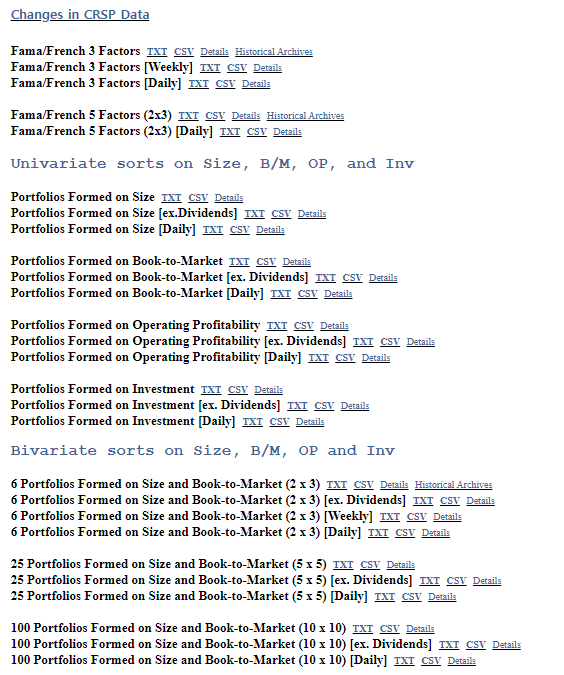 Changes in CRSP Data
Fama/French 3 Factors TXT CSV Details Historical Archives
Fama/French 3 Factors [Weekly] TXT CSV Details
Fama/French 3 Factors [Daily] TXT CSV Details
Fama/French 5 Factors (2x3) TXT CSV Details Historical Archives
Fama/French 5 Factors (2x3) [Daily] TXT CSV Details
Univariate sorts on Size, B/M, OP, and Inv
Portfolios Formed on Size TXT CSV Details
Portfolios Formed on Size [ex.Dividends] TXT CSV Details
Portfolios Formed on Size [Daily] TXT CSV Details
Portfolios Formed on Book-to-Market TXT CSV Details
Portfolios Formed on Book-to-Market [ex. Dividends] TXT CSV Details
Portfolios Formed on Book-to-Market [Daily] TXT CSV Details
Portfolios Formed on Operating Profitability TXT CSV Details
Portfolios Formed on Operating Profitability [ex. Dividends] TXT CSV Details
Portfolios Formed on Operating Profitability [Daily] TXT CSV Details
Portfolios Formed on Investment TXT CSV Details
Portfolios Formed on Investment [ex. Dividends] TXT CSV Details
Portfolios Formed on Investment [Daily] TXT CSV Details
Bivariate sorts on Size, B/M, OP and Inv
6 Portfolios Formed on Size and Book-to-Market (2 x 3) TXT CSV Details Historical Archives
6 Portfolios Formed on Size and Book-to-Market (2 x 3) [ex. Dividends] TXT CSV Details
6 Portfolios Formed on Size and Book-to-Market (2 x 3) [Weekly] TXT CSV Details
6 Portfolios Formed on Size and Book-to-Market (2 x 3) [Daily] TXT CSV Details
25 Portfolios Formed on Size and Book-to-Market (5 x 5) TXT CSV Details
25 Portfolios Formed on Size and Book-to-Market (5 x 5) [ex. Dividends] TXT CSV Details
25 Portfolios Formed on Size and Book-to-Market (5 x 5) [Daily] TXT CSV Details
100 Portfolios Formed on Size and Book-to-Market (10 x 10) TXT CSV Details
100 Portfolios Formed on Size and Book-to-Market (10 x 10) [ex. Dividends] TXT CSV Details
100 Portfolios Formed on Size and Book-to-Market (10 x 10) [Daily] TXT CSV Details